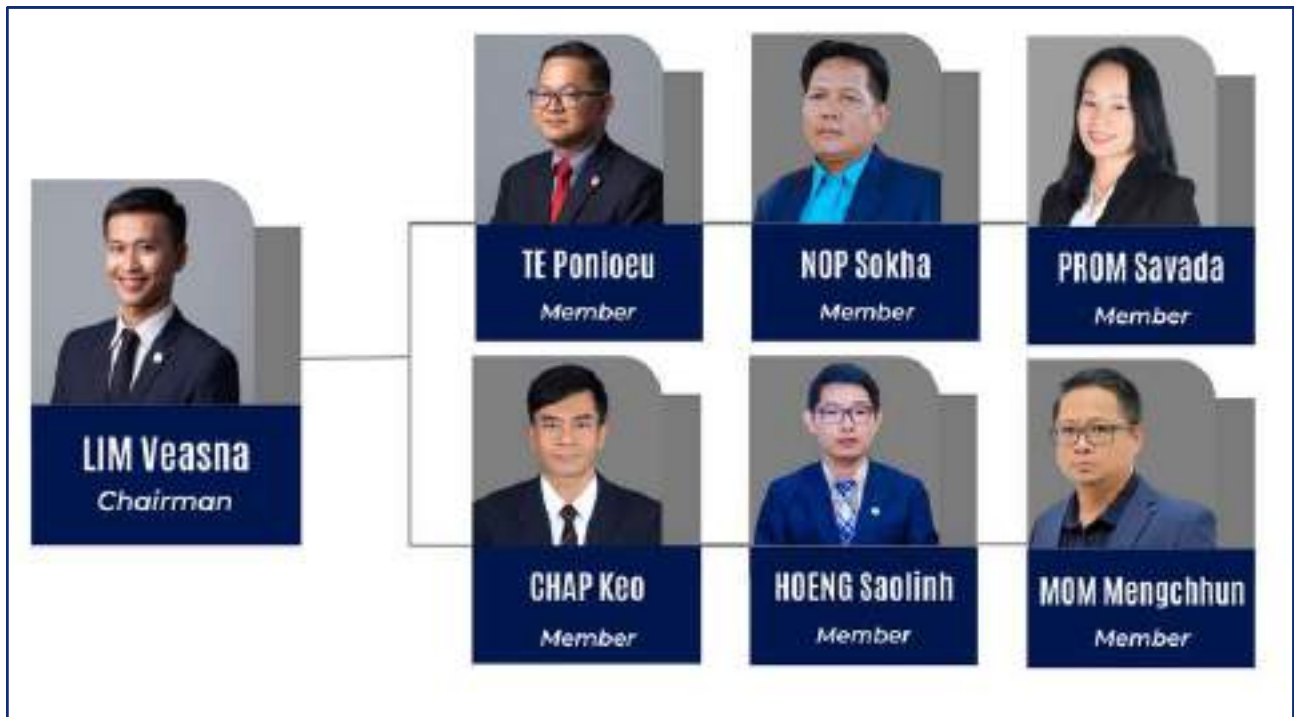 LIM Veasna
Chairman
TE Ponloeu
Member
NOP Sokha
Member
PROM Savada
Member
CHAP Keo
Member
HOENG Saolinh
Member
MOM Mengchhun
Member